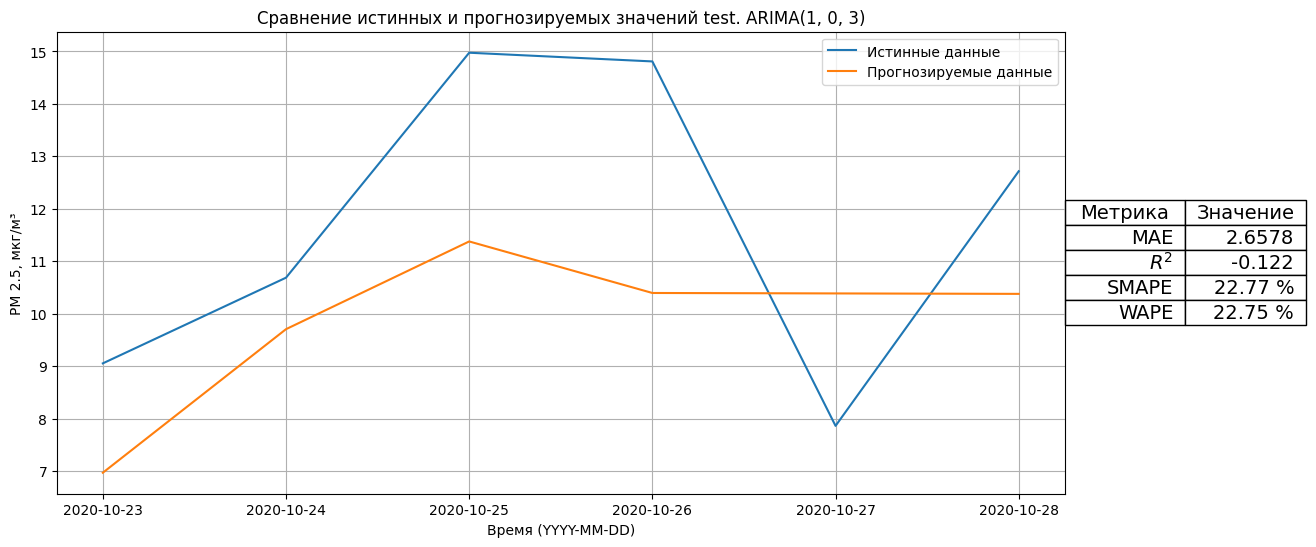 Сравнение истинных и прогнозируемых значений test. ARIMA(1, 0, 3)
Истинные данные
Прогнозируемые данные
PM 2.5, мкг/м³
15
14
13
12
11
10
9
8
7
2020-10-23 2020-10-24 2020-10-25 2020-10-26 2020-10-27 2020-10-28
Время (YYYY-MM-DD)
Метрика Значение
MAE 2.6578
R² -0.122
SMAPE 22.77 %
WAPE 22.75 %